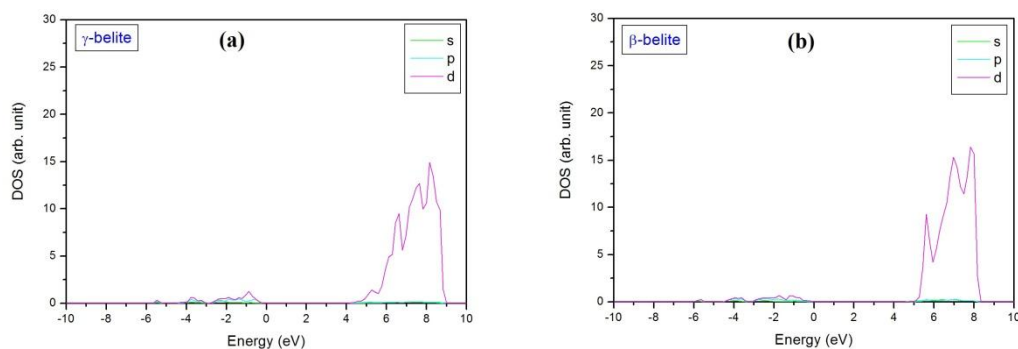 γ-belite
(a)
s
p
d
DOS (arb. unit)
30
25
20
15
10
5
0
-10 -8 -6 -4 -2 0 2 4 6 8 10
Energy (eV)
β-belite
(b)
s
p
d
DOS (arb. unit)
30
25
20
15
10
5
0
-10 -8 -6 -4 -2 0 2 4 6 8 10
Energy (eV)